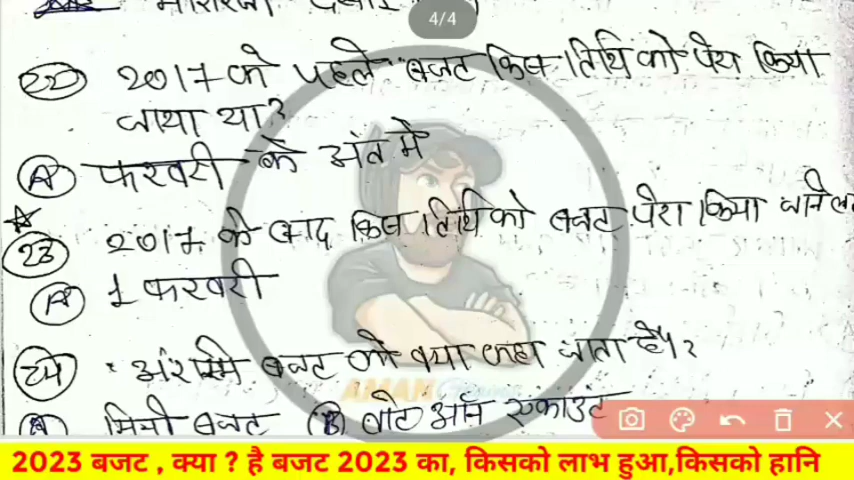 4/4
22 2017 के पहले बजट किस तिथि को पेश किया
जाथा था?
A फरवरी के अंत में
23 2017 के बाद किस तिथि को बजट पेश किया जाने
A 1 फरवरी
24 अंतरिम बजट को क्या कहा जाता है?
A मिनी बजट B वोट ऑन एकाउंट
AMAN
2023 बजट , क्या ? है बजट 2023 का, किसको लाभ हुआ,किसको हानि